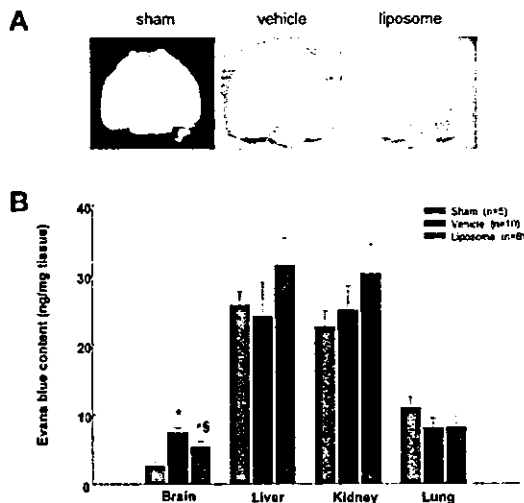 A
sham vehicle liposome
B
40
30
20
10
0
Evans blue content (ng/mg tissue)
Sham (n=5)
Vehicle (n=10)
Liposome (n=8)
*
*§
Brain Liver Kidney Lung